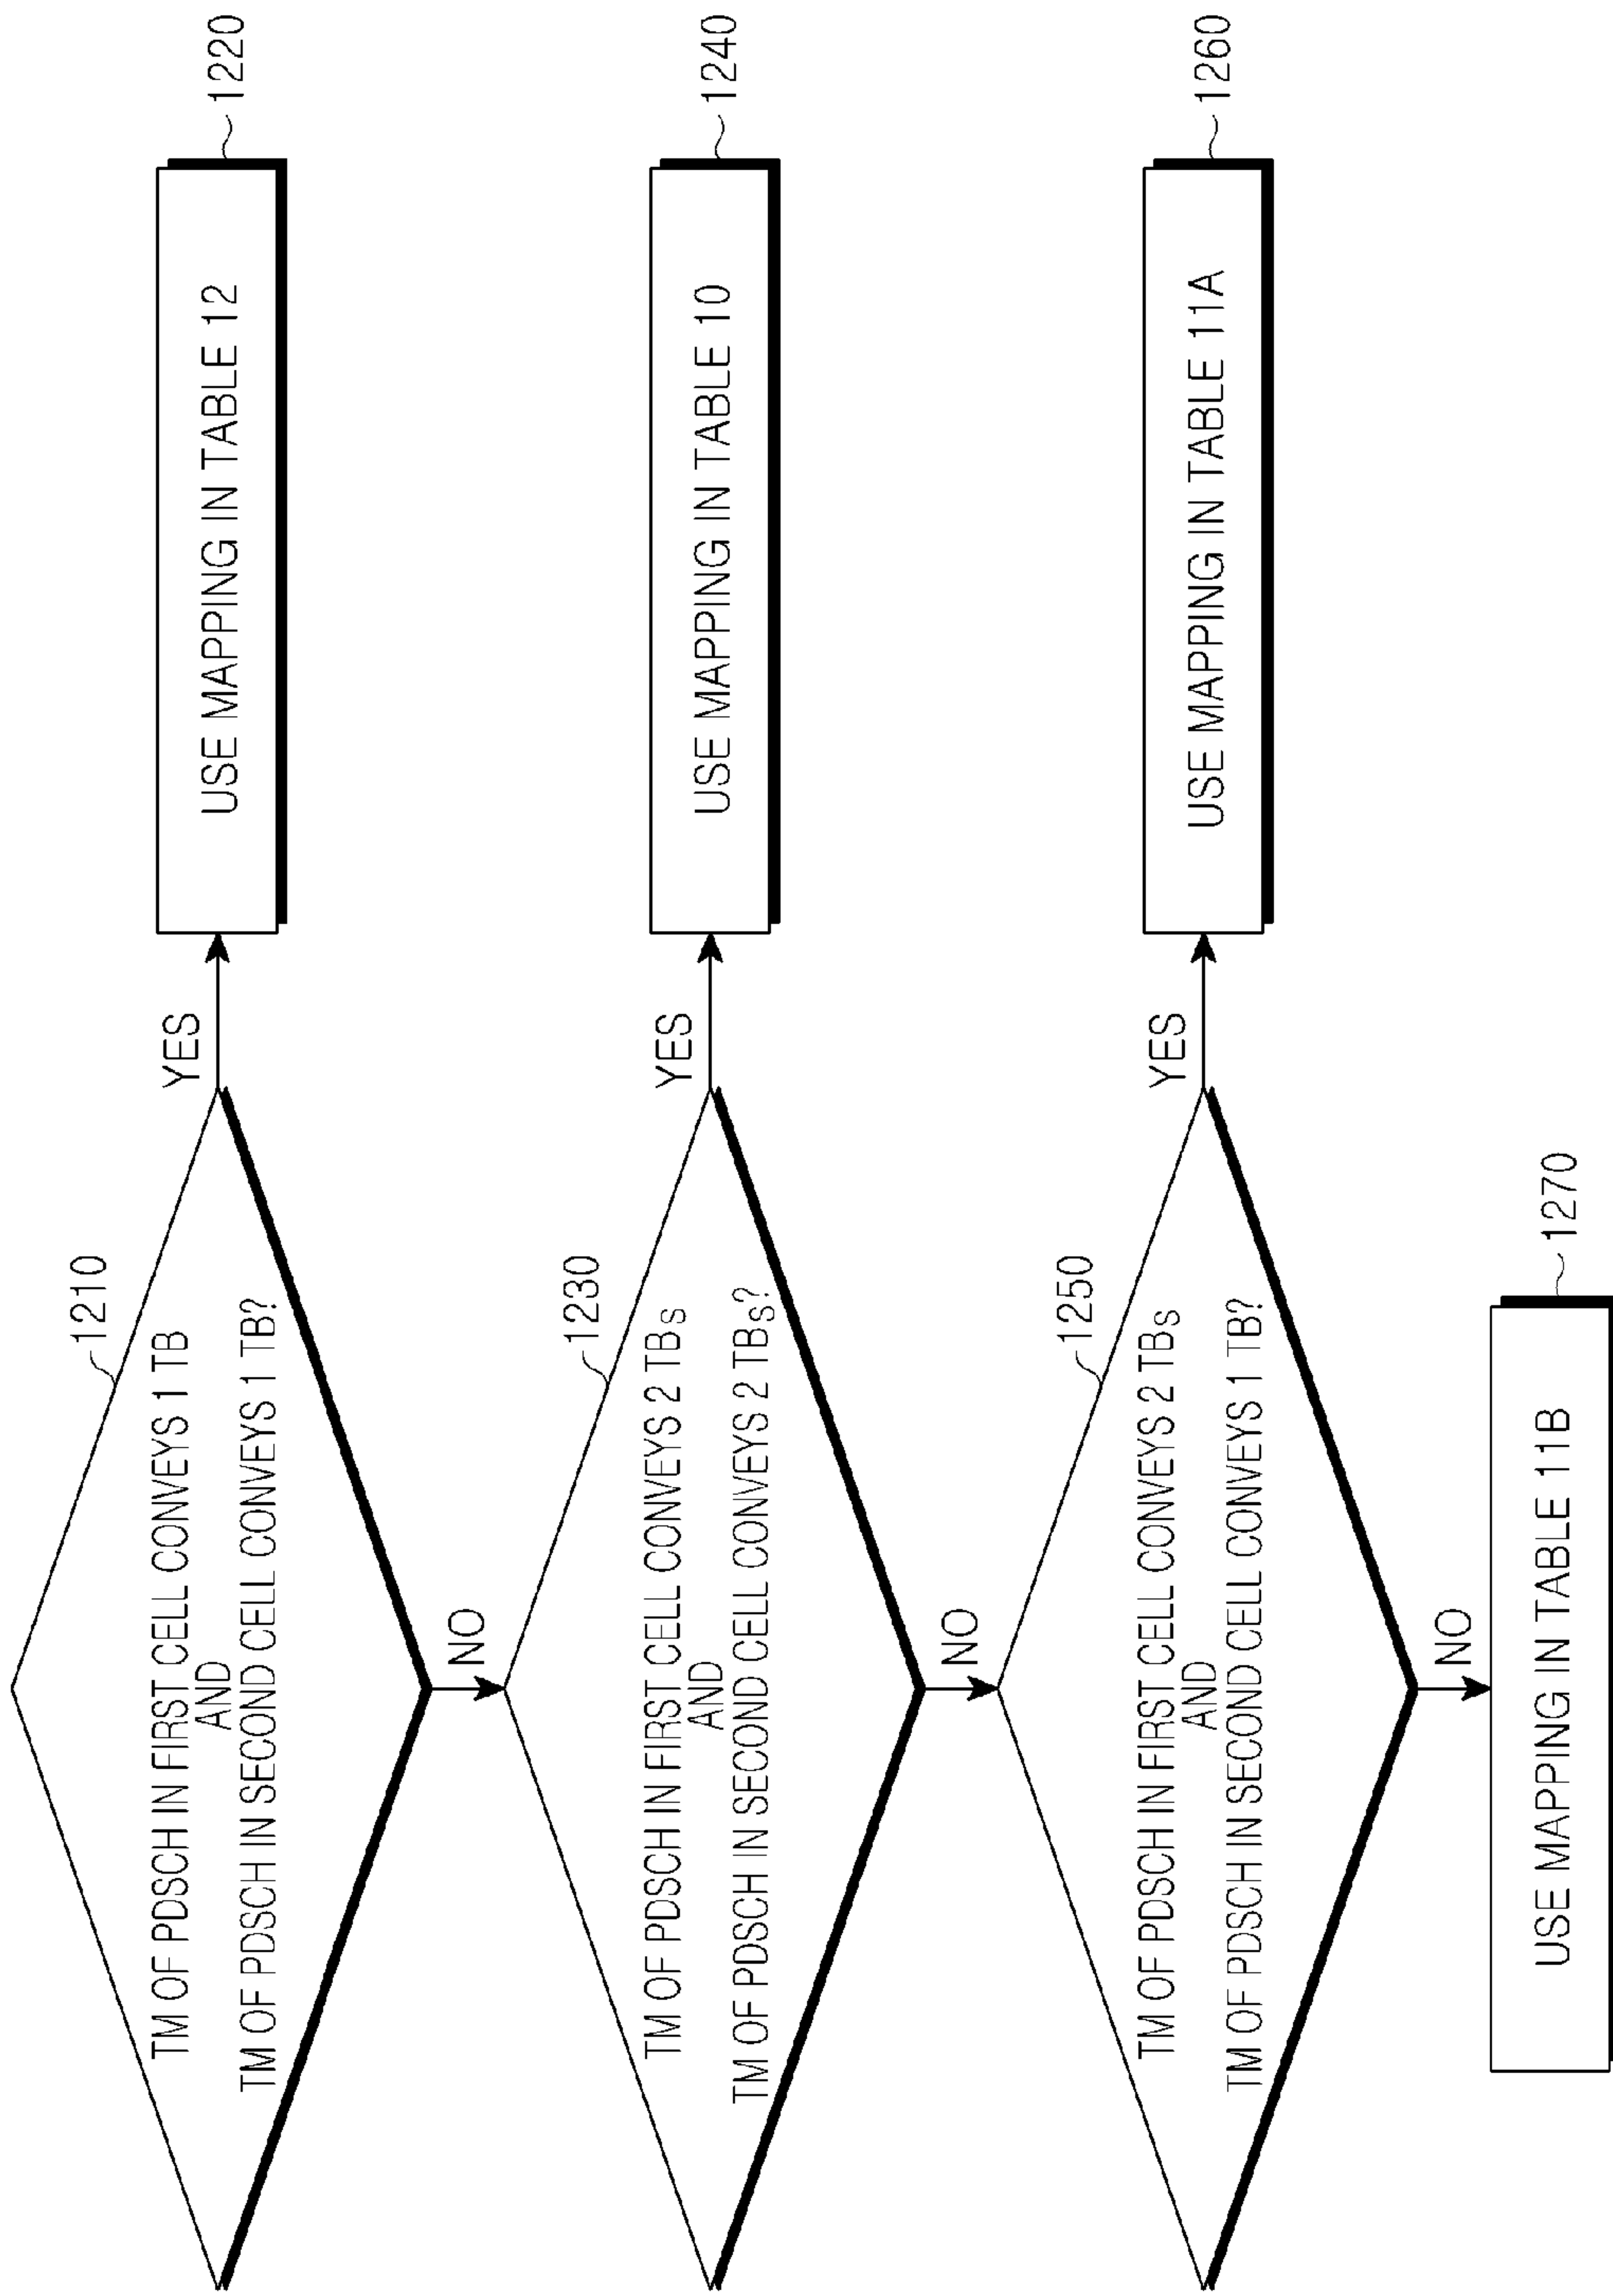 1210
TM OF PDSCH IN FIRST CELL CONVEYS 1 TB
AND
TM OF PDSCH IN SECOND CELL CONVEYS 1 TB?
YES
USE MAPPING IN TABLE 12
1220
NO
1230
TM OF PDSCH IN FIRST CELL CONVEYS 2 TBs
AND
TM OF PDSCH IN SECOND CELL CONVEYS 2 TBs?
YES
USE MAPPING IN TABLE 10
1240
NO
1250
TM OF PDSCH IN FIRST CELL CONVEYS 2 TBs
AND
TM OF PDSCH IN SECOND CELL CONVEYS 1 TB?
YES
USE MAPPING IN TABLE 11A
1260
NO
USE MAPPING IN TABLE 11B
1270